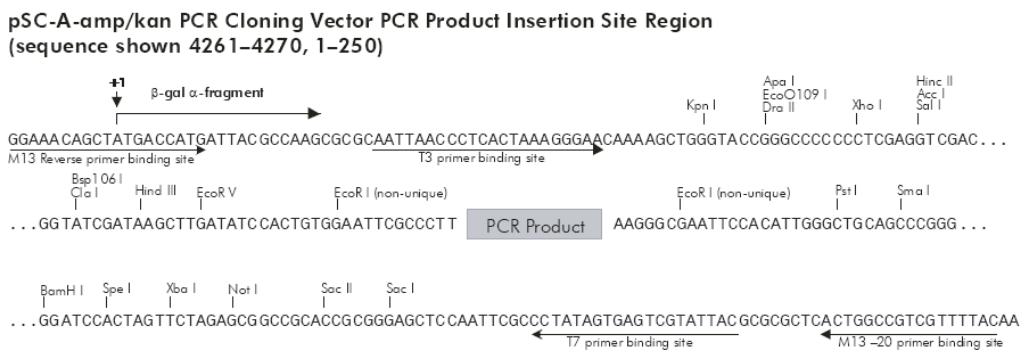 pSC-A-amp/kan PCR Cloning Vector PCR Product Insertion Site Region
(sequence shown 4261–4270, 1–250)
+1
β-gal α-fragment
Kpn I
Apa I
EcoO109 I
Dra II
Xho I
Hinc II
Acc I
Sal I
GGAAACAGCTATGACCATGATTACGCCAAGCGCGCAATTAACCCTCACTAAAGGGAACAAAAGCTGGGTACCGGGCCCCCCCTCGAGGTCGAC...
M13 Reverse primer binding site
T3 primer binding site
Bsp106 I
Cla I
Hind III
EcoR V
EcoR I (non-unique)
EcoR I (non-unique)
Pst I
Sma I
...GGTATCGATAAGCTTGATATCCACTGTGGAATTCGCCCTT
PCR Product
AAGGGCGAATTCCACATTGGGCTGCAGCCCGGG...
BamH I
Spe I
Xba I
Not I
Sac II
Sac I
...GGATCCACTAGTTCTAGAGCGGCCGCACCGCGGGAGCTCCAATTCGCCCTATAGTGAGTCGTATTACGCGCGCTCACTGGCCGTCGTTTTACAA
T7 primer binding site
M13 –20 primer binding site